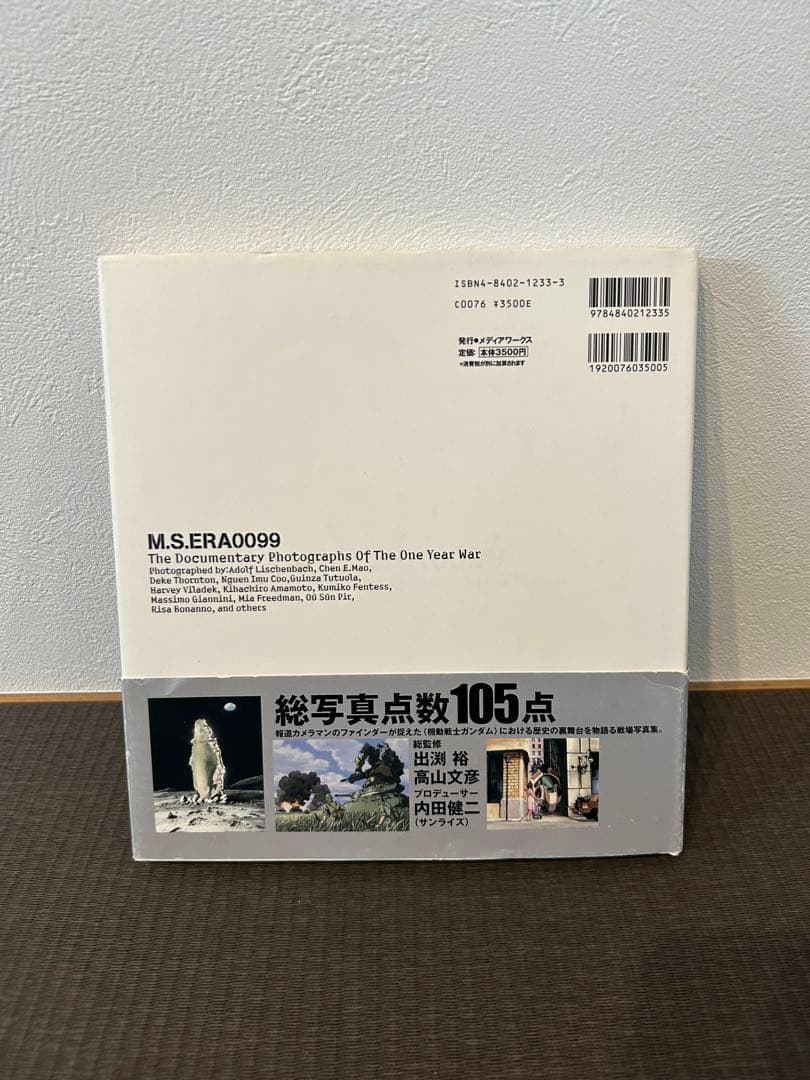 ISBN4-8402-1233-3
C0076 ¥3500E
9784840212335
発行●メディアワークス
定価: 本体3500円
※消費税が別に加算されます
1920076035005
M.S.ERA0099
The Documentary Photographs Of The One Year War
Photographed by:Adolf Lischenbach, Chen E.Mao,
Deke Thornton, Nguen Imu Coo,Guinza Tutuola,
Harvey Viladek, Kihachiro Amamoto, Kumiko Fentess,
Massimo Giannini, Mia Freedman, Oû Sûn Pir,
Risa Bonanno, and others
総写真点数105点
報道カメラマンのファインダーが捉えた〈機動戦士ガンダム〉における歴史の裏舞台を物語る戦場写真集。
総監修
出渕 裕
高山文彦
プロデューサー
内田健二
(サンライズ)